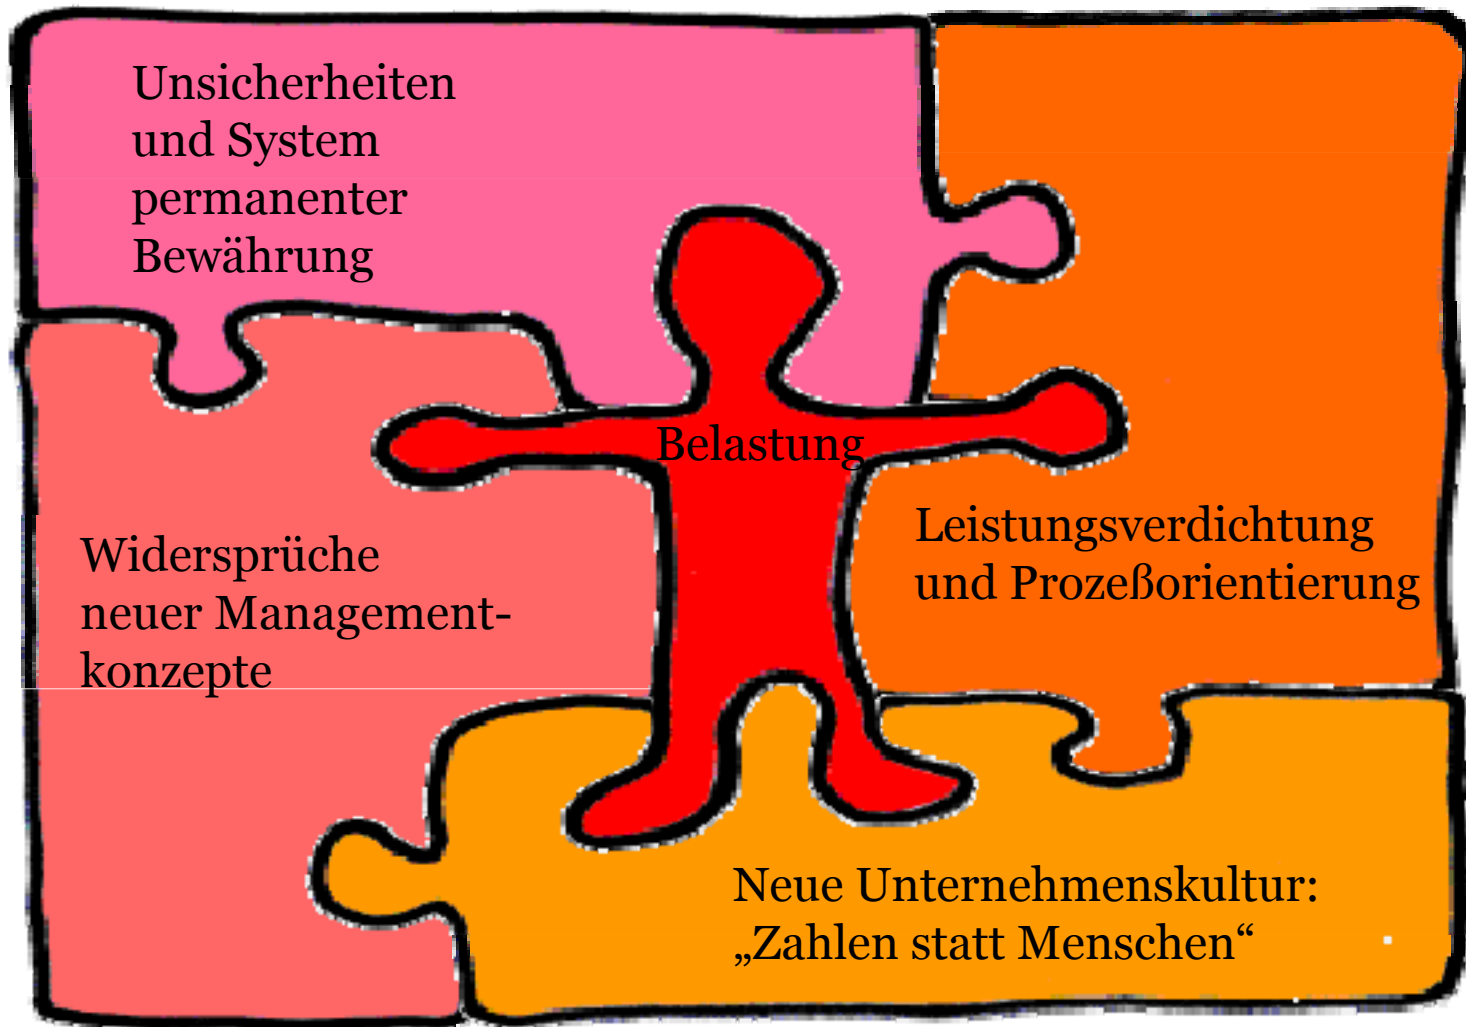 Unsicherheiten
und System
permanenter
Bewährung
Belastung
Widersprüche
neuer Management-
konzepte
Leistungsverdichtung
und Prozeßorientierung
Neue Unternehmenskultur:
„Zahlen statt Menschen“